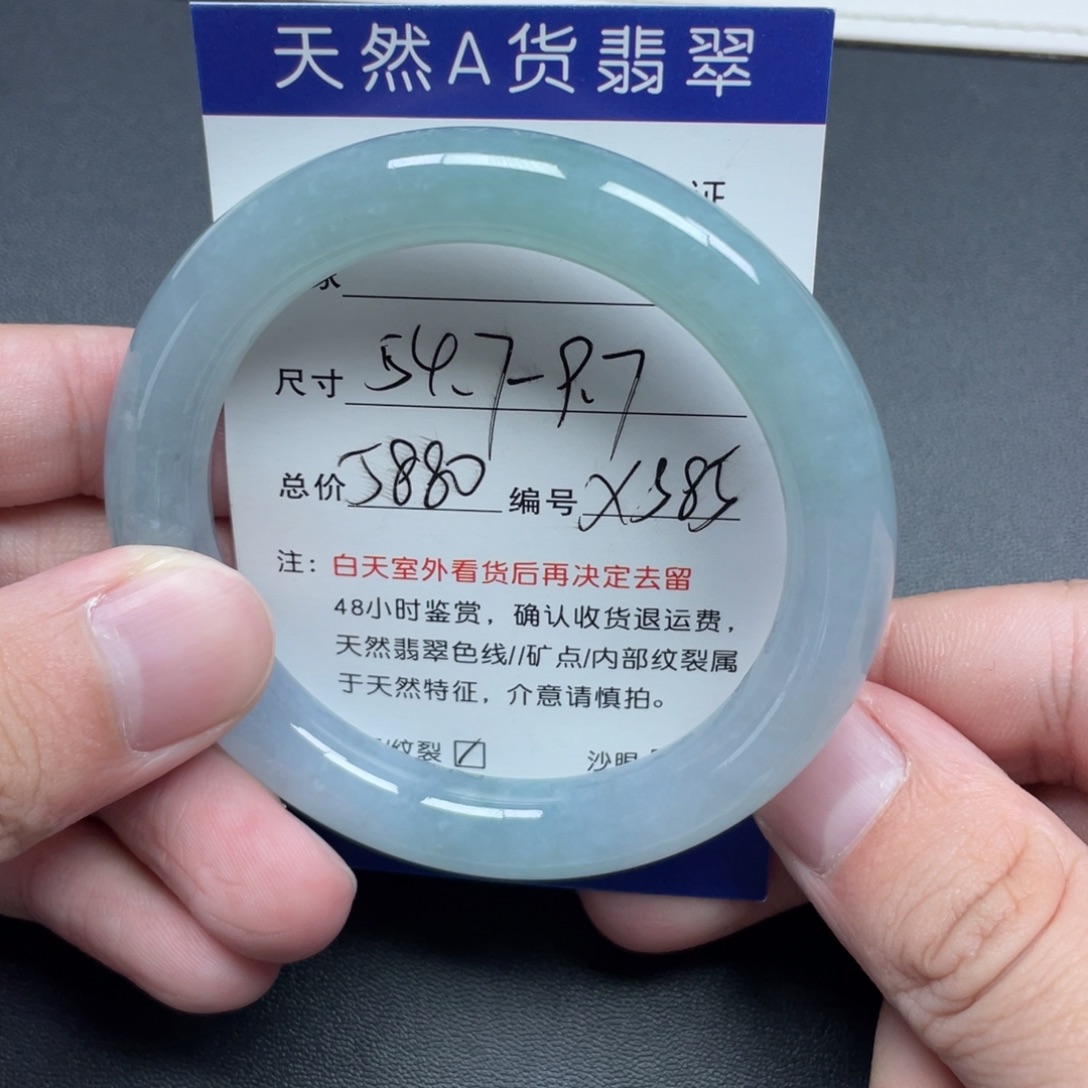 天然A货翡翠
证
尺寸 54.7-9.7
总价 5880 编号 X385
注：白天室外看货后再决定去留
48小时鉴赏，确认收货退运费，
天然翡翠色线//矿点/内部纹裂属
于天然特征，介意请慎拍。
/纹裂 ☑ 沙眼